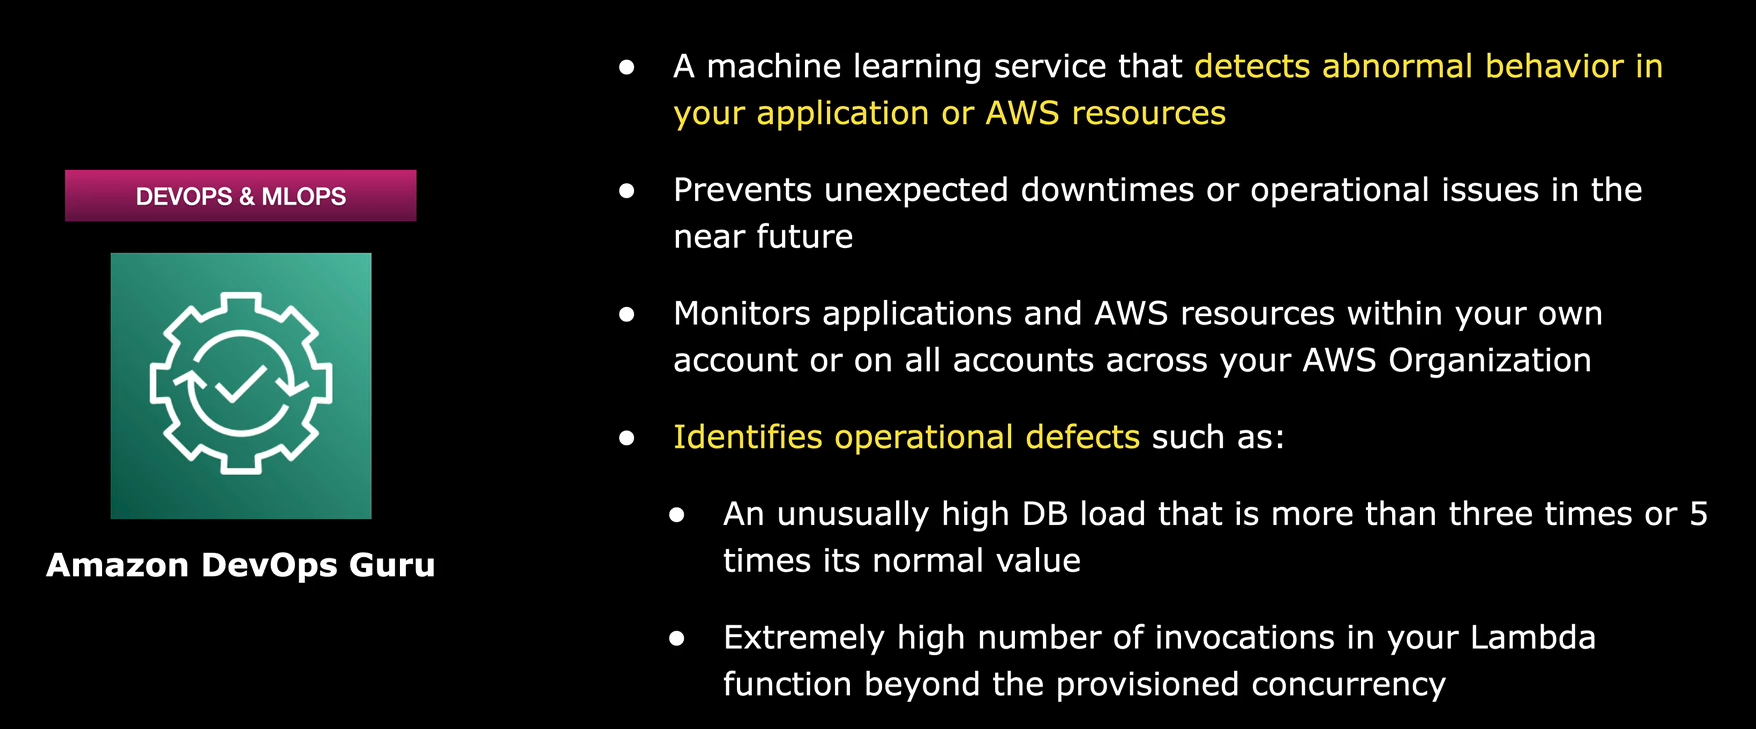 DEVOPS & MLOPS
Amazon DevOps Guru
● A machine learning service that detects abnormal behavior in
your application or AWS resources
● Prevents unexpected downtimes or operational issues in the
near future
● Monitors applications and AWS resources within your own
account or on all accounts across your AWS Organization
● Identifies operational defects such as:
● An unusually high DB load that is more than three times or 5
times its normal value
● Extremely high number of invocations in your Lambda
function beyond the provisioned concurrency